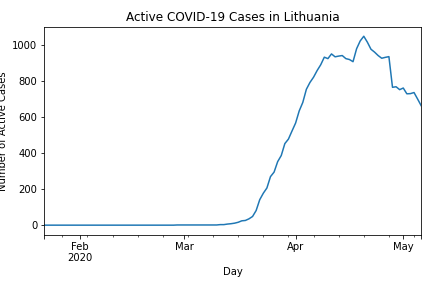 Active COVID-19 Cases in Lithuania
Number of Active Cases
1000
800
600
400
200
0
Feb
2020
Mar
Apr
May
Day